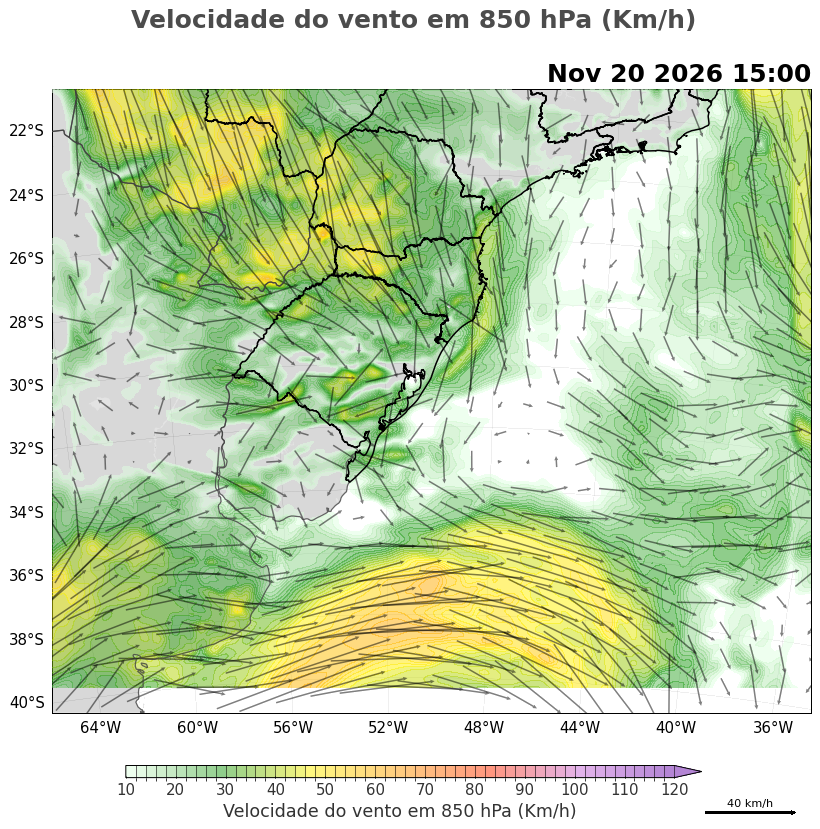 Velocidade do vento em 850 hPa (Km/h)
Nov 20 2026 15:00
22°S
24°S
26°S
28°S
30°S
32°S
34°S
36°S
38°S
40°S
64°W 60°W 56°W 52°W 48°W 44°W 40°W 36°W
10 20 30 40 50 60 70 80 90 100 110 120
Velocidade do vento em 850 hPa (Km/h)
40 km/h